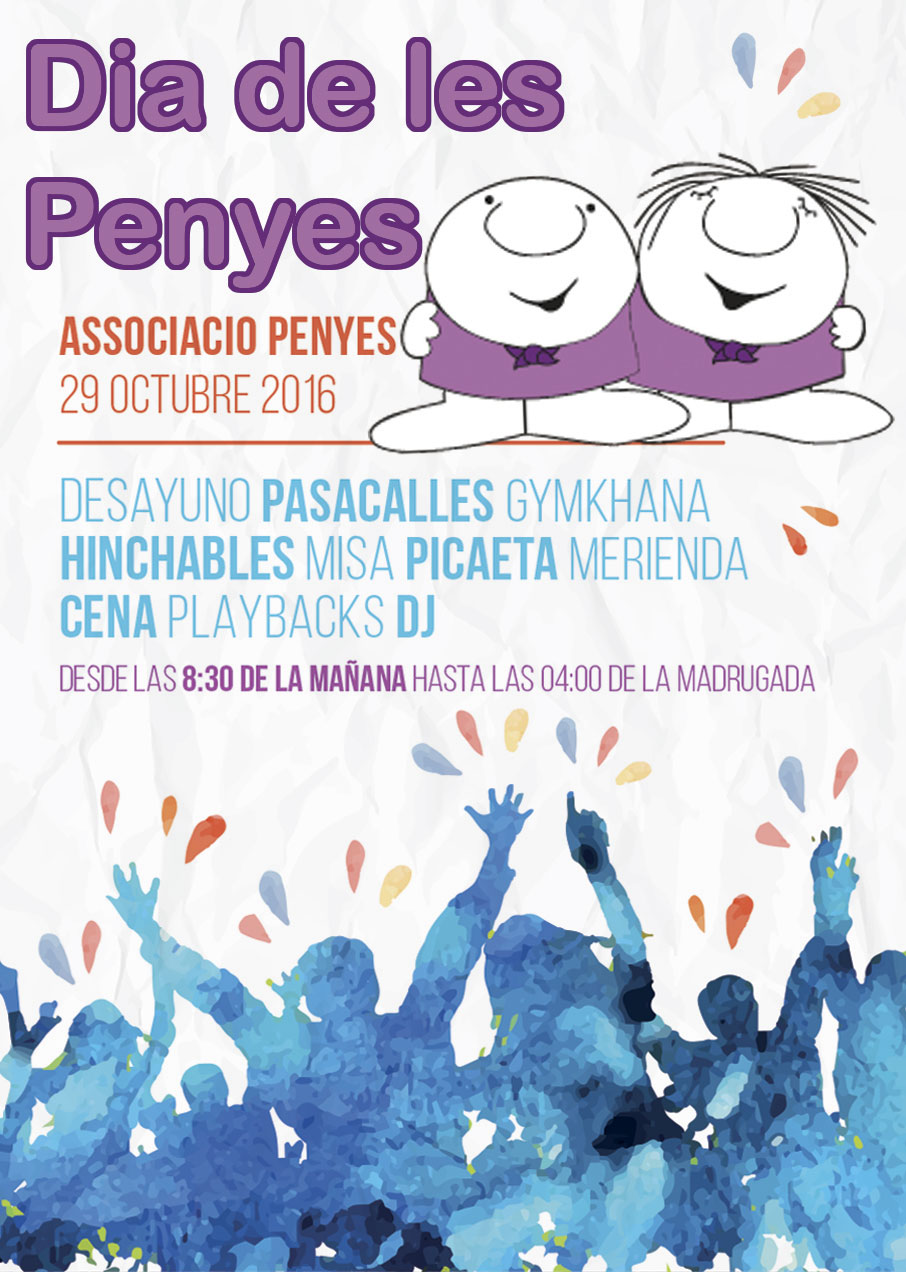 Dia de les
Penyes
ASSOCIACIO PENYES
29 OCTUBRE 2016
DESAYUNO PASACALLES GYMKHANA
HINCHABLES MISA PICAETA MERIENDA
CENA PLAYBACKS DJ
DESDE LAS 8:30 DE LA MAÑANA HASTA LAS 04:00 DE LA MADRUGADA